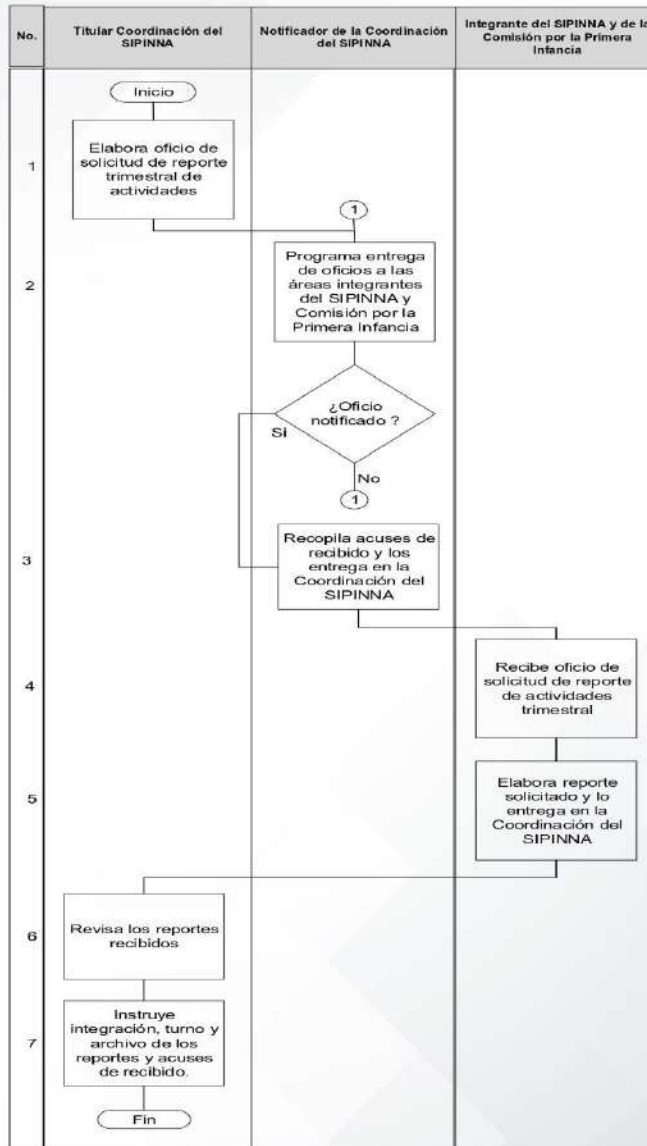 No.
Titular Coordinación del
SIPINNA
Notificador de la Coordinación
del SIPINNA
Integrante del SIPINNA y de la
Comisión por la Primera
Infancia
Inicio
1
Elabora oficio de
solicitud de reporte
trimestral de
actividades
1
2
Programa entrega
de oficios a las
áreas integrantes
del SIPINNA y
Comisión por la
Primera Infancia
¿Oficio
notificado ?
Si
No
1
3
Recopila acuses de
recibido y los
entrega en la
Coordinación del
SIPINNA
4
Recibe oficio de
solicitud de reporte
de actividades
trimestral
5
Elabora reporte
solicitado y lo
entrega en la
Coordinación del
SIPINNA
6
Revisa los reportes
recibidos
7
Instruye
integración, turno y
archivo de los
reportes y acuses
de recibido.
Fin